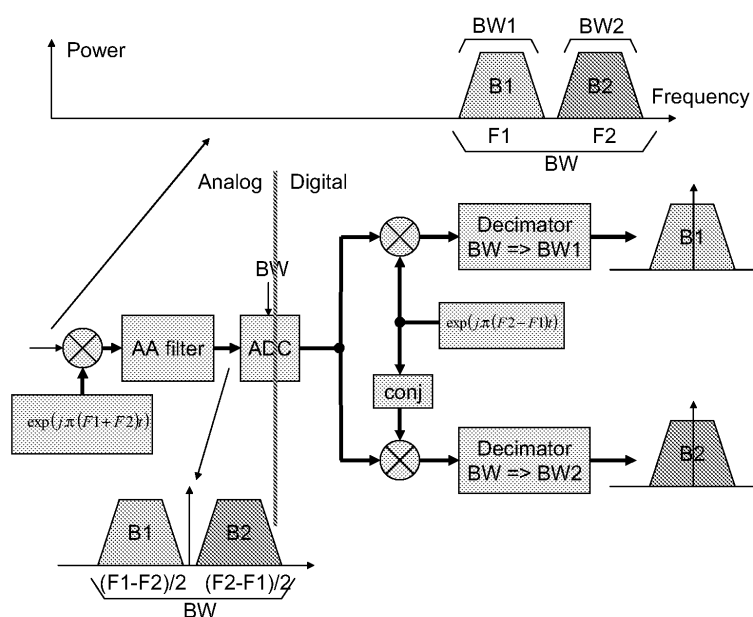 BW1 BW2
Power
B1 B2
Frequency
F1 F2
BW
Analog Digital
Decimator
BW => BW1
B1
BW
exp(jπ(F2−F1)t)
AA filter
ADC
conj
exp(jπ(F1+F2)t)
Decimator
BW => BW2
B2
B1 B2
(F1-F2)/2 (F2-F1)/2
BW